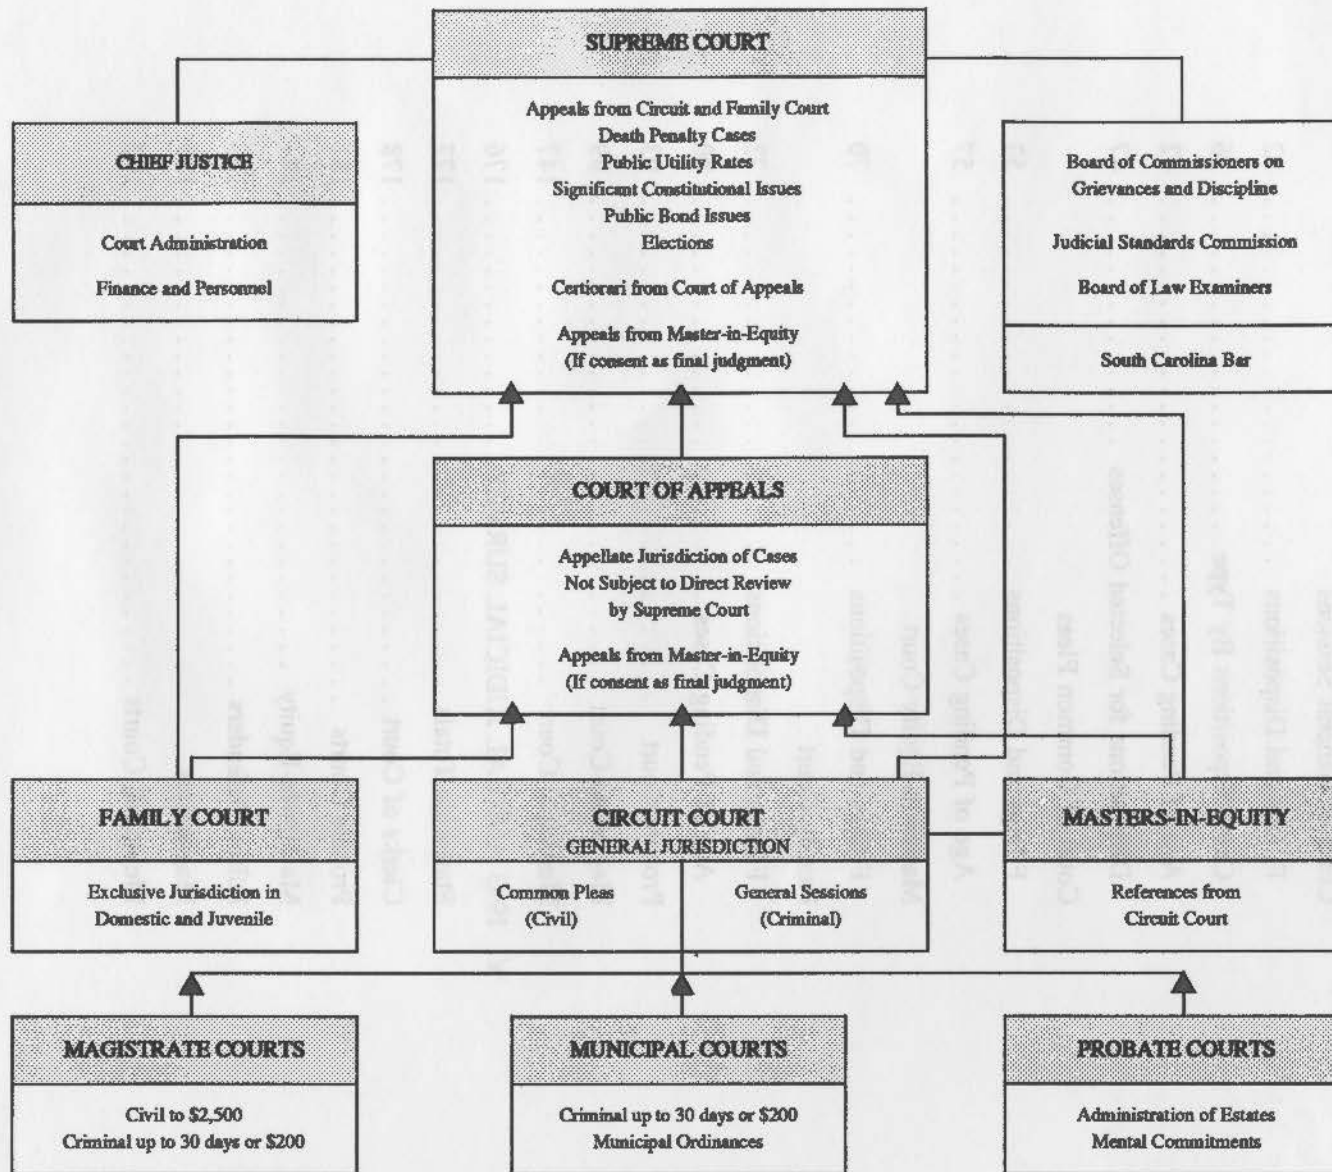 SUPREME COURT
Appeals from Circuit and Family Court
Death Penalty Cases
Public Utility Rates
Significant Constitutional Issues
Public Bond Issues
Elections
Certiorari from Court of Appeals
Appeals from Master-in-Equity
(If consent as final judgment)
CHIEF JUSTICE
Court Administration
Finance and Personnel
Board of Commissioners on
Grievances and Discipline
Judicial Standards Commission
Board of Law Examiners
South Carolina Bar
COURT OF APPEALS
Appellate Jurisdiction of Cases
Not Subject to Direct Review
by Supreme Court
Appeals from Master-in-Equity
(If consent as final judgment)
FAMILY COURT
Exclusive Jurisdiction in
Domestic and Juvenile
CIRCUIT COURT
GENERAL JURISDICTION
Common Pleas
(Civil)
General Sessions
(Criminal)
MASTERS-IN-EQUITY
References from
Circuit Court
MAGISTRATE COURTS
Civil to $2,500
Criminal up to 30 days or $200
MUNICIPAL COURTS
Criminal up to 30 days or $200
Municipal Ordinances
PROBATE COURTS
Administration of Estates
Mental Commitments